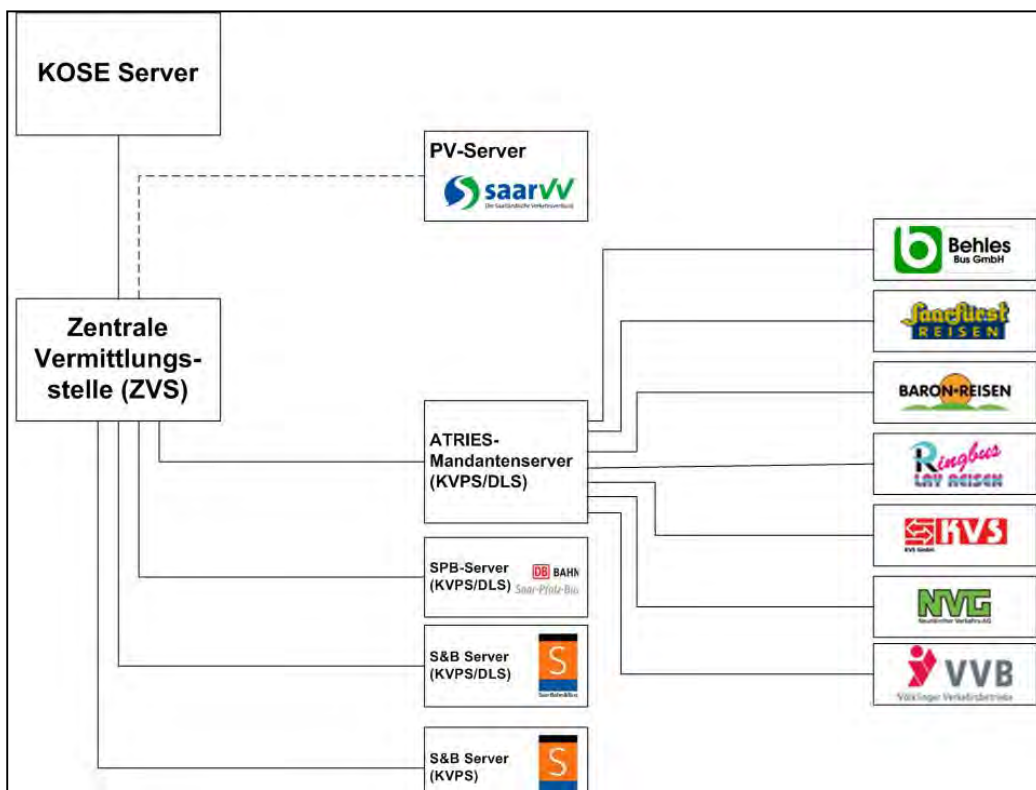 KOSE Server
PV-Server
saarVV
Zentrale
Vermittlungs-
stelle (ZVS)
ATRIES-
Mandantenserver
(KVPS/DLS)
SPB-Server
(KVPS/DLS)
DB BAHN
Saar-Pfalz-Bus
S&B Server
(KVPS/DLS)
S
S&B Server
(KVPS)
S
b Behles
Bus GmbH
Saarfürst
REISEN
BARON•REISEN
Ringbus
LAY REISEN
KVS
KVS GmbH
NVG
Neunkircher Verkehrs-AG
VVB
Völklinger Verkehrsbetriebe